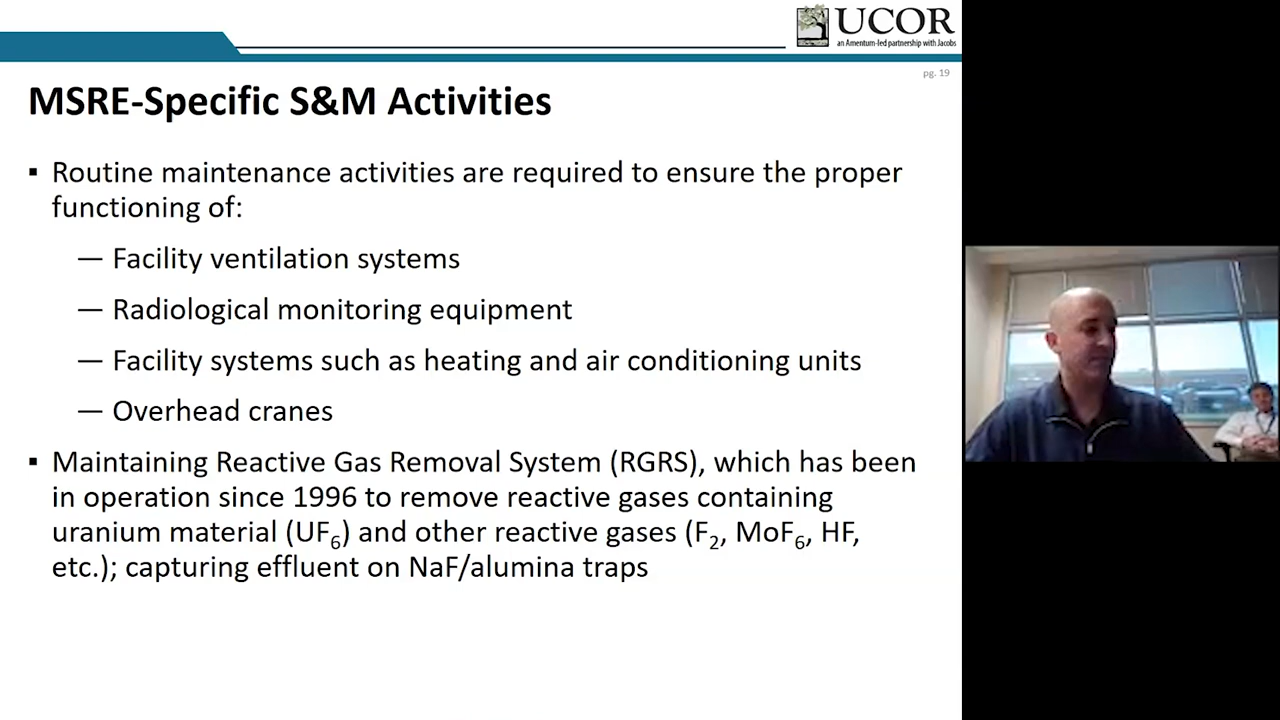 UCOR
an Amentum-led partnership with Jacobs
pg. 19
MSRE-Specific S&M Activities
▪ Routine maintenance activities are required to ensure the proper
functioning of:
— Facility ventilation systems
— Radiological monitoring equipment
— Facility systems such as heating and air conditioning units
— Overhead cranes
▪ Maintaining Reactive Gas Removal System (RGRS), which has been
in operation since 1996 to remove reactive gases containing
uranium material (UF₆) and other reactive gases (F₂, MoF₆, HF,
etc.); capturing effluent on NaF/alumina traps